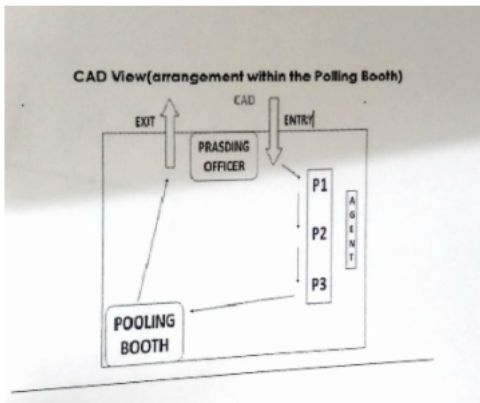 CAD View(arrangement within the Polling Booth)
CAD
EXIT
ENTRY
PRASDING
OFFICER
P1
P2
P3
AGENT
POOLING
BOOTH